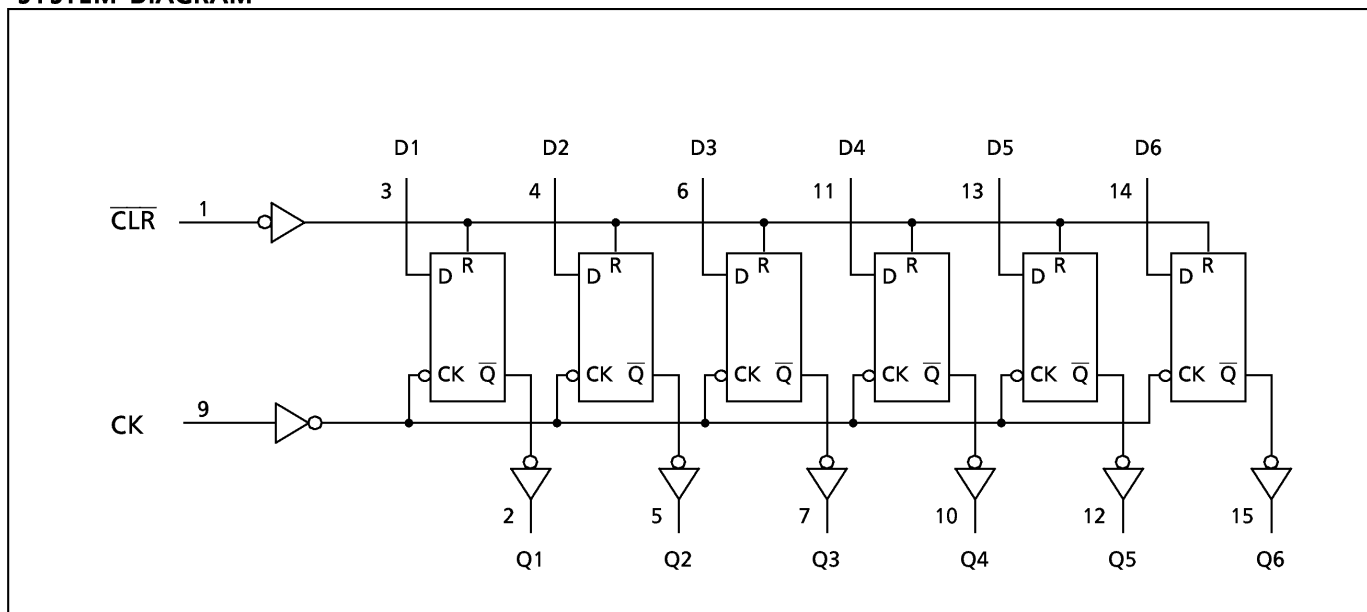 SYSTEM DIAGRAM
D1 D2 D3 D4 D5 D6
3 4 6 11 13 14
C̅L̅R̅ 1
R R R R R R
D D D D D D
CK Q̅ CK Q̅ CK Q̅ CK Q̅ CK Q̅ CK Q̅
CK 9
2 5 7 10 12 15
Q1 Q2 Q3 Q4 Q5 Q6